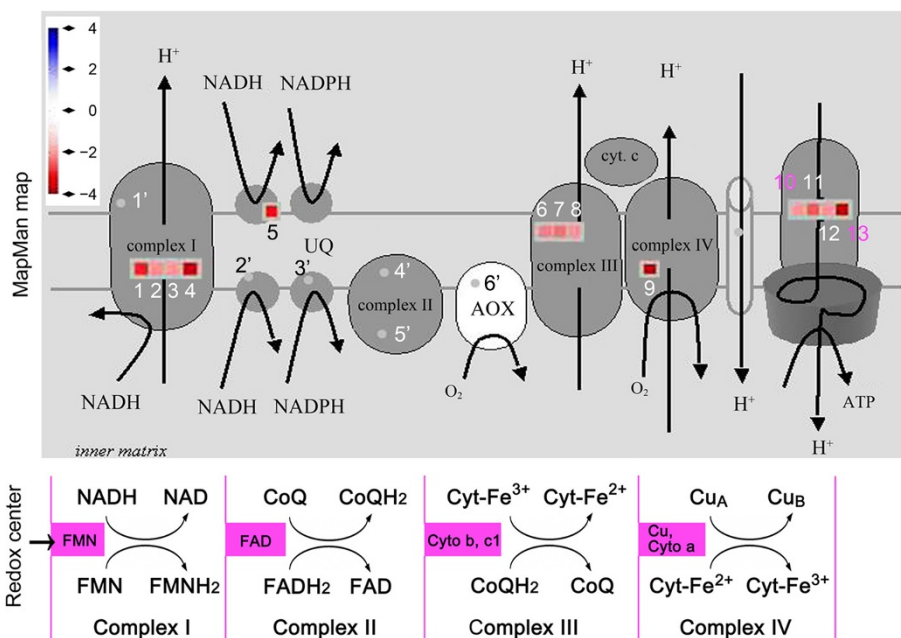 MapMan map
4
2
0
−2
−4
H⁺
NADH
NADPH
H⁺
H⁺
cyt. c
1'
10
11
5
6
7
8
complex I
UQ
complex IV
12
13
complex III
1
2
3
4
2'
3'
4'
complex II
5'
6'
AOX
9
NADH
NADH
NADPH
O₂
O₂
H⁺
ATP
H⁺
inner matrix
Redox center
NADH NAD
FMN
FMN FMNH₂
Complex I
CoQ CoQH₂
FAD
FADH₂ FAD
Complex II
Cyt-Fe³⁺ Cyt-Fe²⁺
Cyto b, c1
CoQH₂ CoQ
Complex III
Cu_A Cu_B
Cu,
Cyto a
Cyt-Fe²⁺ Cyt-Fe³⁺
Complex IV